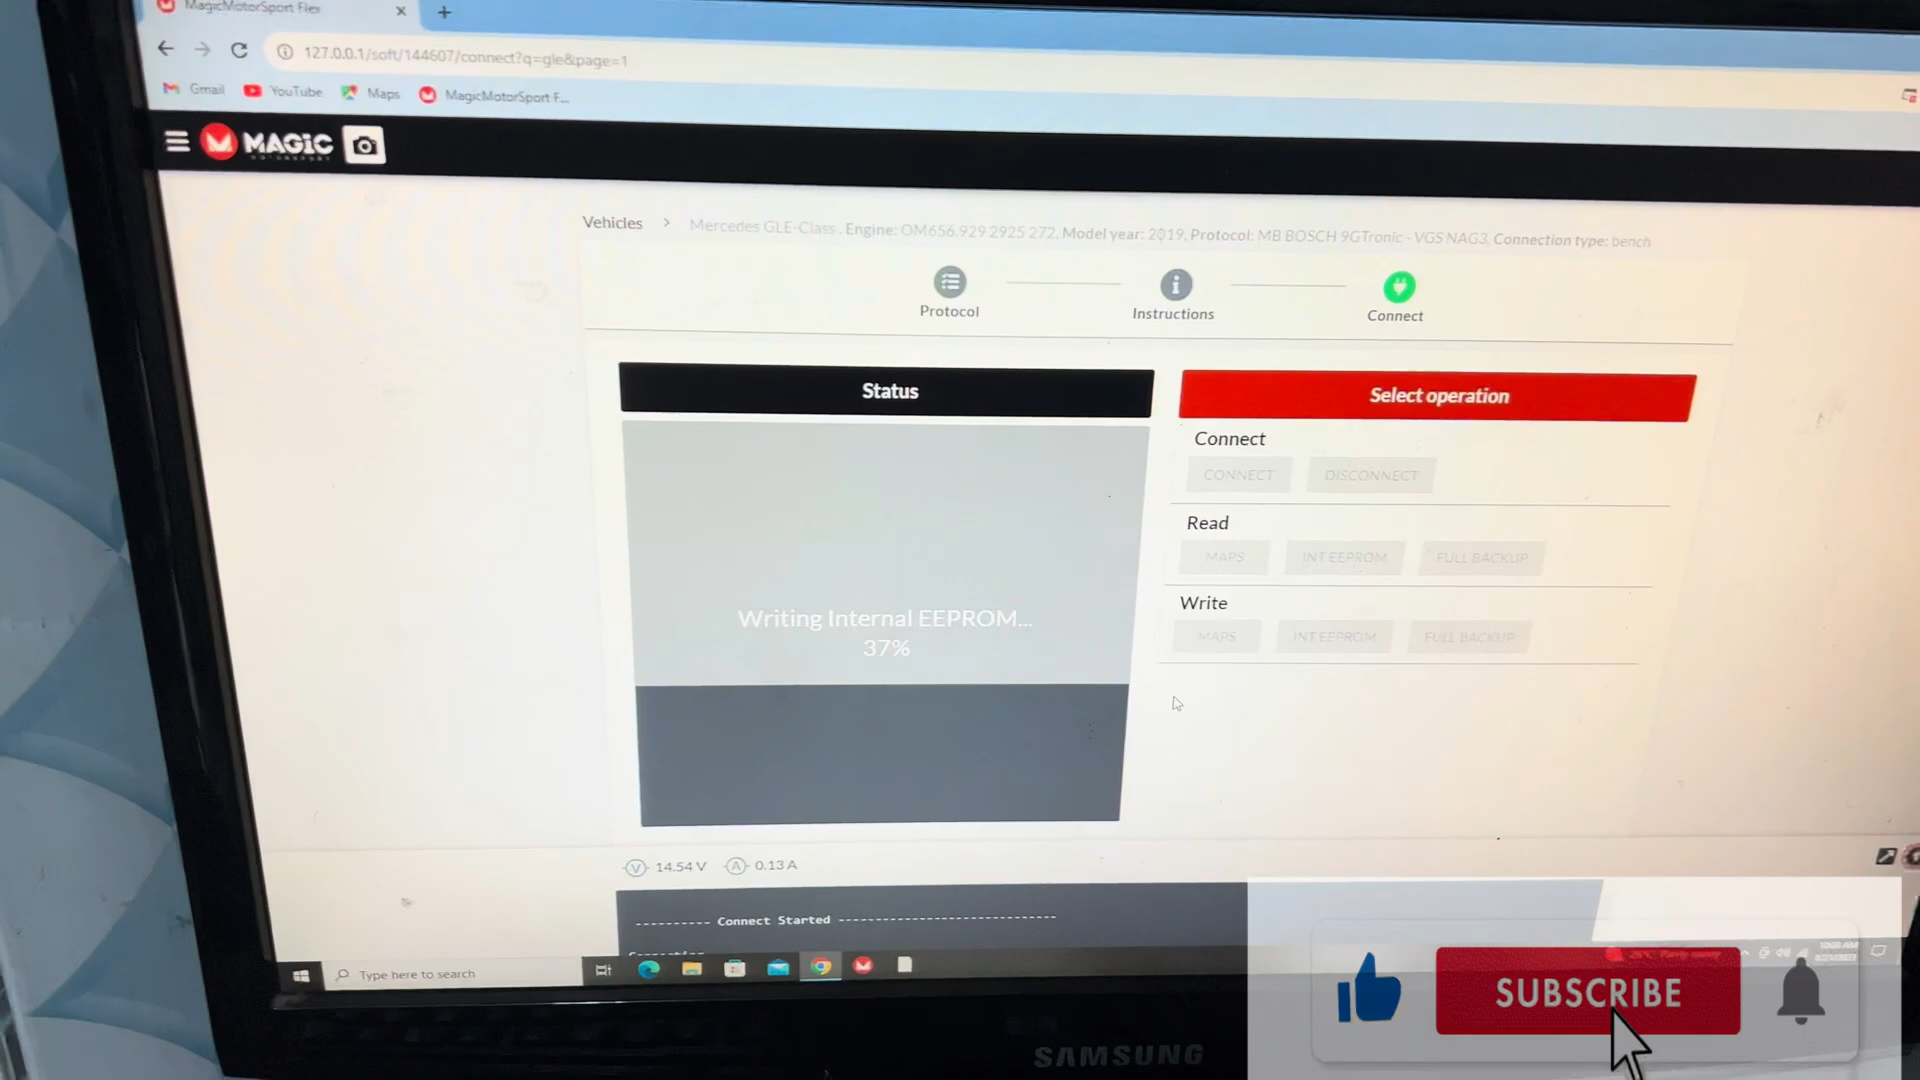 MagicMotorSport Flex
127.0.0.1/soft/144607/connect?q=gle&page=1
Gmail YouTube Maps MagicMotorSport F...
MAGIC
MOTORSPORT
Vehicles > Mercedes GLE-Class . Engine: OM656.929 2925 272. Model year: 2019. Protocol: MB BOSCH 9GTronic - VGS NAG3. Connection type: bench
Protocol
Instructions
Connect
Status
Select operation
Connect
CONNECT DISCONNECT
Read
MAPS INT EEPROM FULL BACKUP
Writing Internal EEPROM...
37%
Write
MAPS INT EEPROM FULL BACKUP
V 14.54 V A 0.13 A
---------- Connect Started ------------------------------
Type here to search
SUBSCRIBE
SAMSUNG